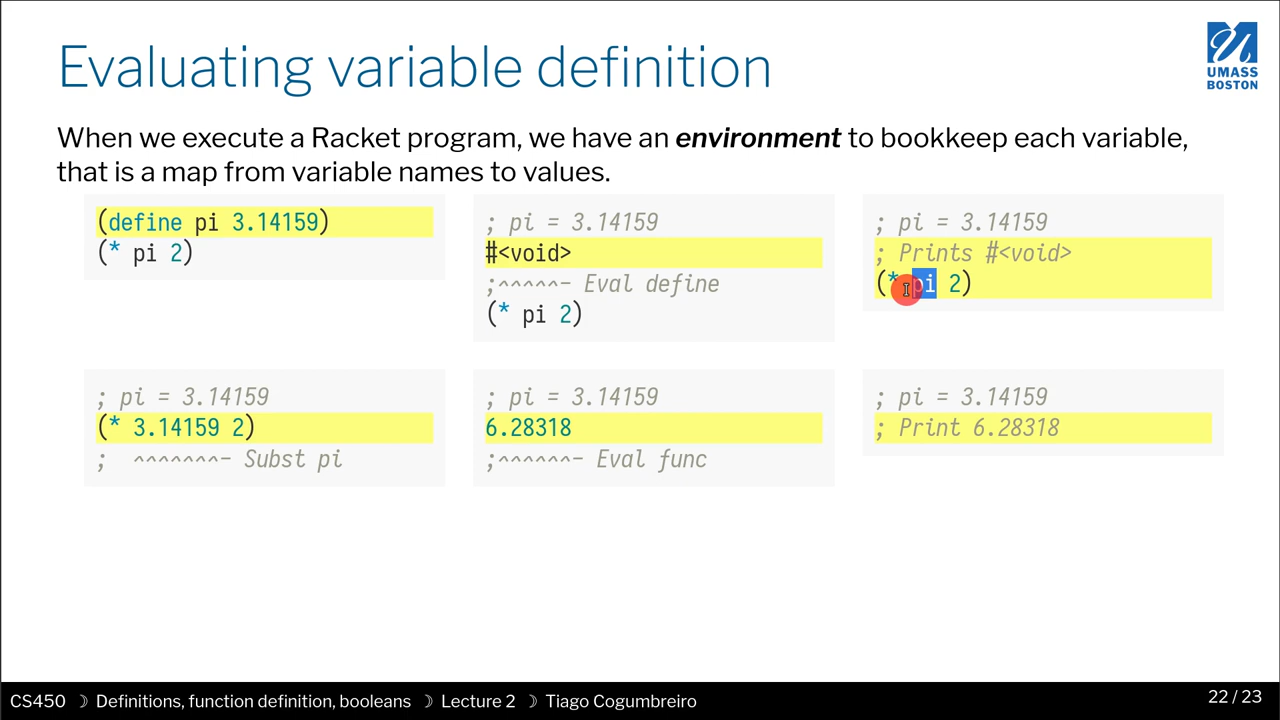 Evaluating variable definition
UMASS
BOSTON
When we execute a Racket program, we have an environment to bookkeep each variable,
that is a map from variable names to values.
(define pi 3.14159)
(* pi 2)
; pi = 3.14159
#<void>
;^^^^^- Eval define
(* pi 2)
; pi = 3.14159
; Prints #<void>
(* pi 2)
; pi = 3.14159
(* 3.14159 2)
;  ^^^^^^^- Subst pi
; pi = 3.14159
6.28318
;^^^^^^- Eval func
; pi = 3.14159
; Print 6.28318
CS450 ☽ Definitions, function definition, booleans ☽ Lecture 2 ☽ Tiago Cogumbreiro
22 / 23